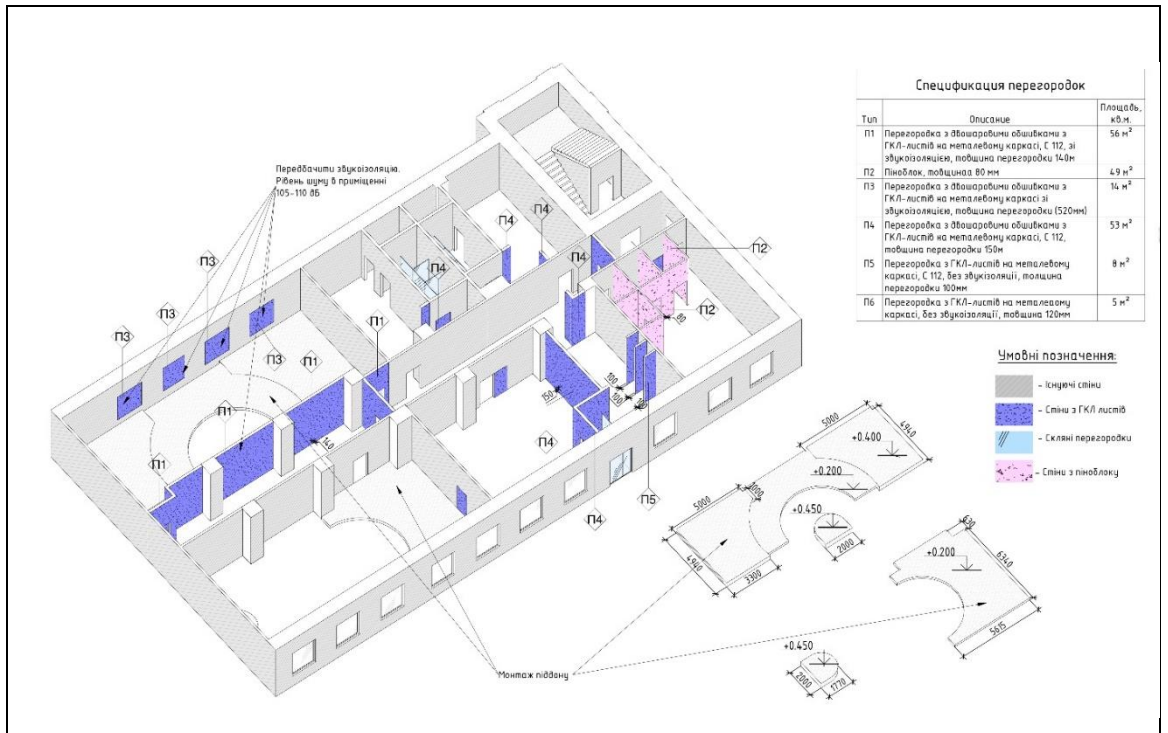 Спецификация перегородок
Тип Описание Площадь, кв.м.
П1 Перегородка з двошаровими обшивками з
ГКЛ-листів на металевому каркасі, С 112, зі
звукоізоляцією, товщина перегородки 140м
56 м²
П2 Піноблок, товщиная 80 мм 49 м²
П3 Перегородка з двошаровими обшивками з
ГКЛ-листів на металевому каркасі зі
звукоізоляцією, товщина перегородки (520мм)
14 м²
П4 Перегородка з двошаровими обшивками з
ГКЛ-листів на металевому каркасі, С 112,
товщина перегородки 150м
53 м²
П5 Перегородка з ГКЛ-листів на металевому
каркасі, С 112, без звукоізоляції, толщина
перегородки 100мм
8 м²
П6 Перегородка з ГКЛ-листів на металевому
каркасі, без звукоізоляції, товщина 120мм
5 м²
Умовні позначення:
- Існуючі стіни
- Стіни з ГКЛ листів
- Скляні перегородки
- Стіни з піноблоку
Передбачити звукоізоляцію.
Рівень шуму в приміщенні
105-110 дБ
П4
П4
П2
П4
П4
П3
П2
80
П3
П1
П3
П3
П1
100
100
100
150
П1
140
П4
П1
П5
П4
5000
4940
+0.400
+0.200
1000
5000
+0.450
2000
4940
3300
630
+0.200
6340
5615
+0.450
2000
1770
Монтаж піддону